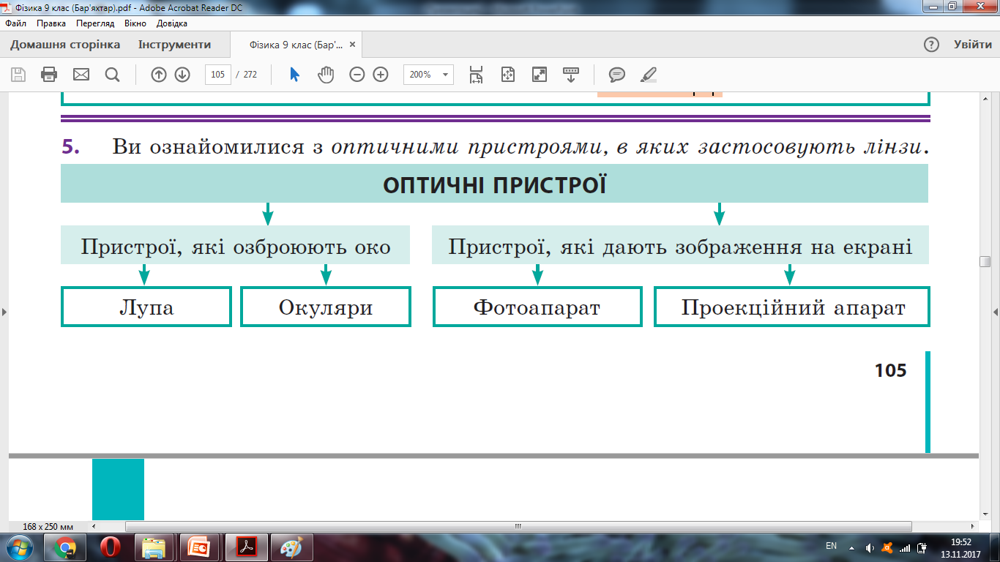 Фізика 9 клас (Бар'яхтар).pdf - Adobe Acrobat Reader DC
Файл Правка Перегляд Вікно Довідка
Домашня сторінка Інструменти Фізика 9 клас (Бар'... × ? Увійти
105 / 272 200%
5. Ви ознайомилися з оптичними пристроями, в яких застосовують лінзи.
ОПТИЧНІ ПРИСТРОЇ
Пристрої, які озброюють око Пристрої, які дають зображення на екрані
Лупа Окуляри Фотоапарат Проекційний апарат
105
168 x 250 мм
EN 19:52
13.11.2017